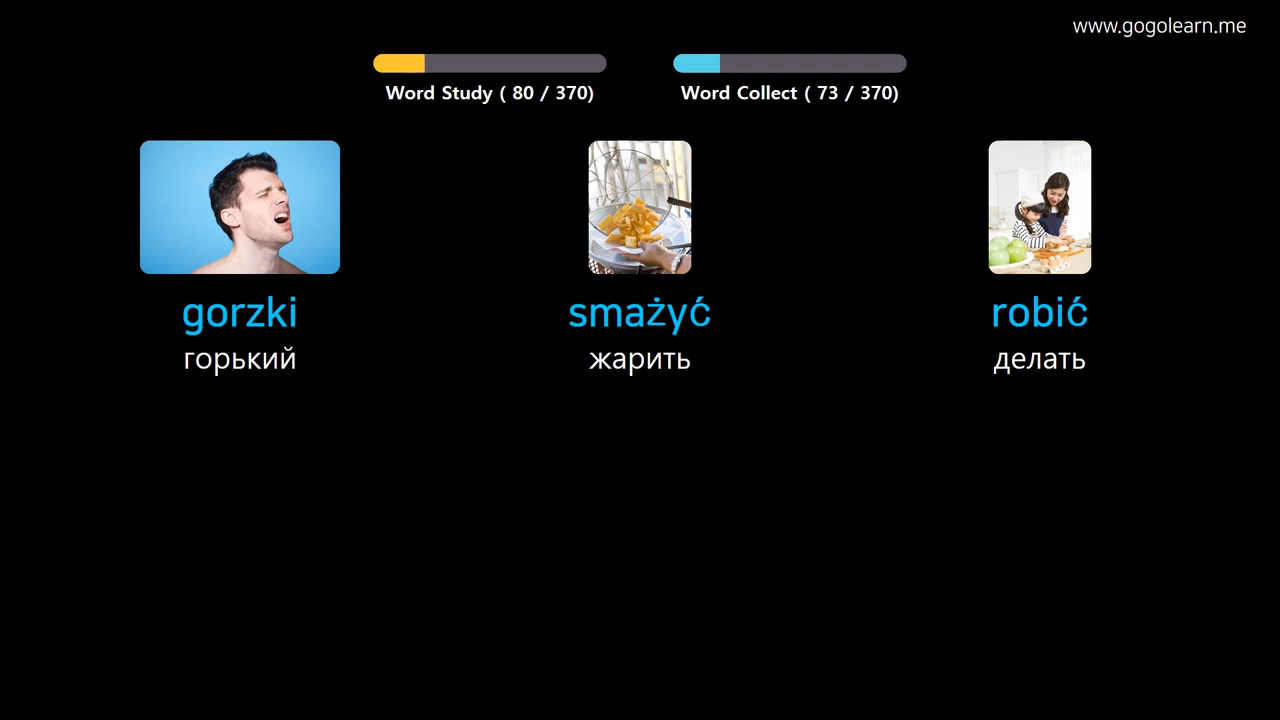 www.gogolearn.me
Word Study ( 80 / 370)
Word Collect ( 73 / 370)
gorzki
smażyć
robić
горький
жарить
делать